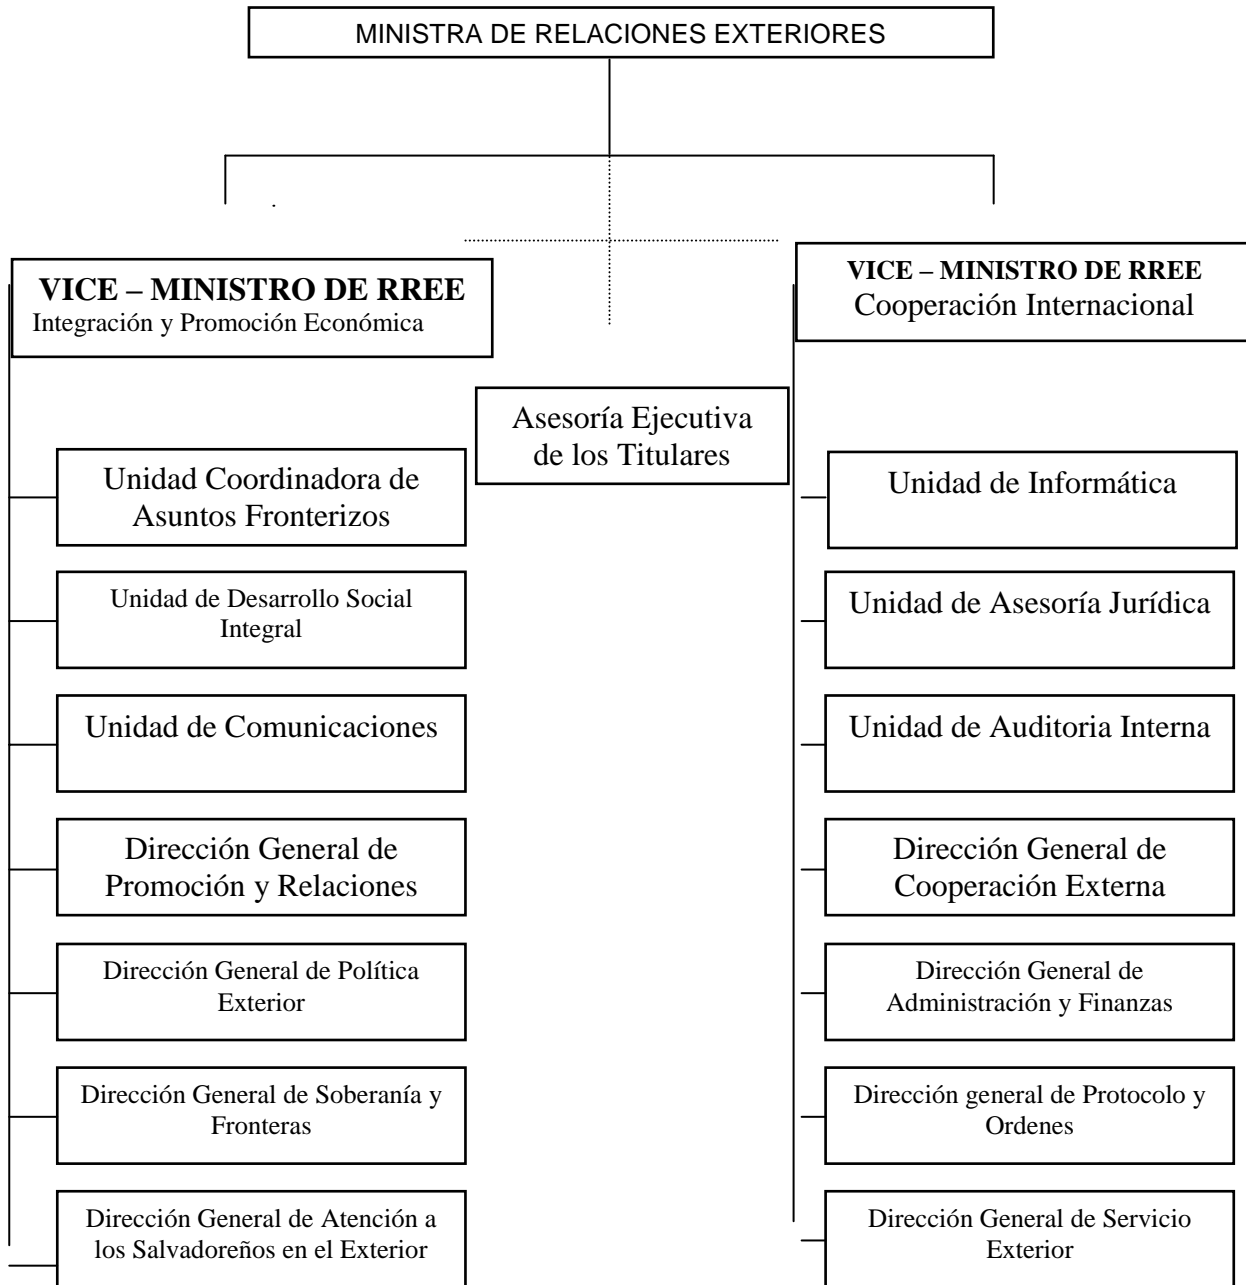 MINISTRA DE RELACIONES EXTERIORES
VICE – MINISTRO DE RREE
Integración y Promoción Económica
VICE – MINISTRO DE RREE
Cooperación Internacional
Asesoría Ejecutiva
de los Titulares
Unidad Coordinadora de
Asuntos Fronterizos
Unidad de Desarrollo Social
Integral
Unidad de Comunicaciones
Dirección General de
Promoción y Relaciones
Dirección General de Política
Exterior
Dirección General de Soberanía y
Fronteras
Dirección General de Atención a
los Salvadoreños en el Exterior
Unidad de Informática
Unidad de Asesoría Jurídica
Unidad de Auditoria Interna
Dirección General de
Cooperación Externa
Dirección General de
Administración y Finanzas
Dirección general de Protocolo y
Ordenes
Dirección General de Servicio
Exterior